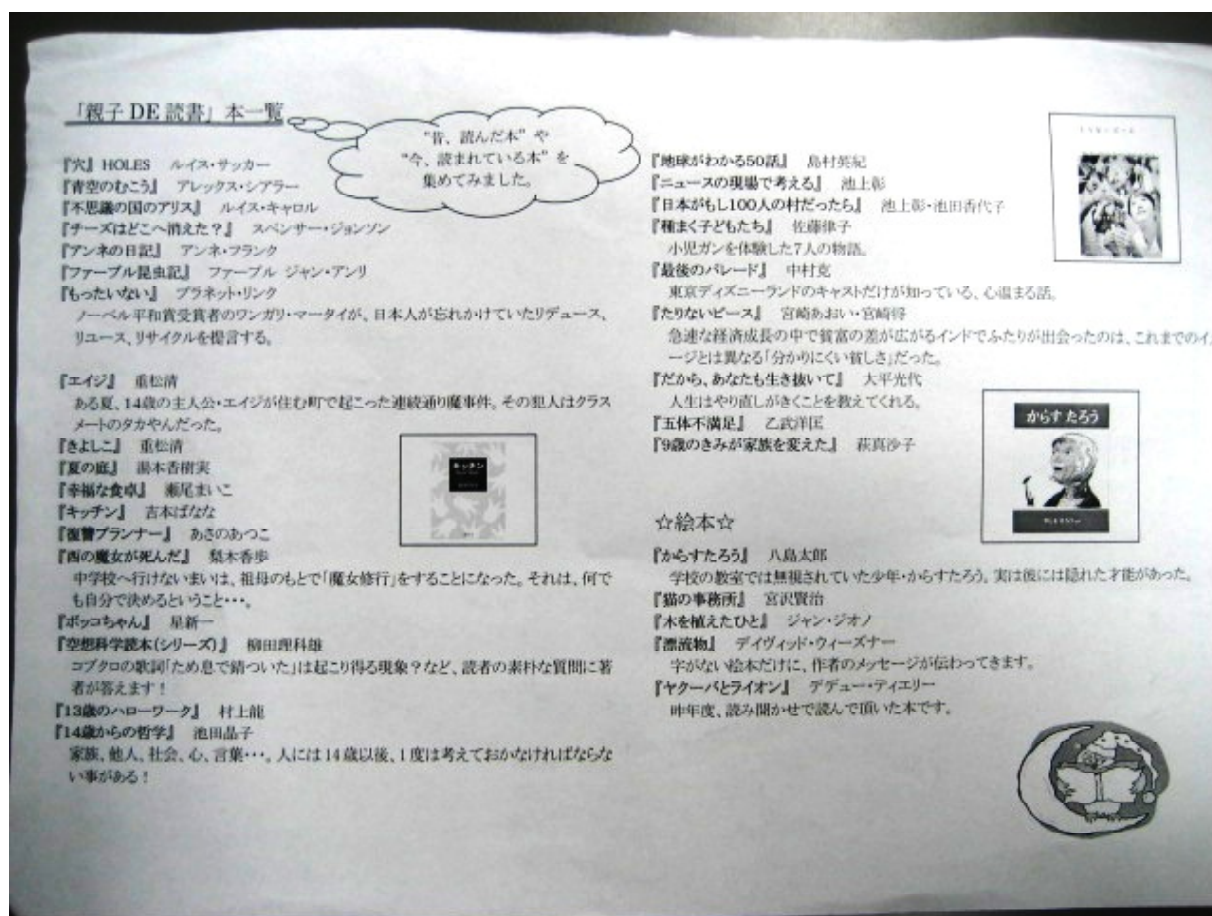 「親子 DE 読書」本一覧
“昔、読んだ本” や
“今、読まれている本” を
集めてみました。
『穴』 HOLES ルイス・サッカー
『青空のむこう』 アレックス・シアラー
『不思議の国のアリス』 ルイス・キャロル
『チーズはどこへ消えた?』 スペンサー・ジョンソン
『アンネの日記』 アンネ・フランク
『ファーブル昆虫記』 ファーブル ジャン・アンリ
『もったいない』 プラネット・リンク
ノーベル平和賞受賞者のワンガリ・マータイが、日本人が忘れかけていたリデュース、
リユース、リサイクルを提言する。
『エイジ』 重松清
ある夏、14歳の主人公・エイジが住む町で起こった連続通り魔事件。その犯人はクラス
メートのタカやんだった。
『きよしこ』 重松清
『夏の庭』 湯本香樹実
『幸福な食卓』 瀬尾まいこ
『キッチン』 吉本ばなな
『復讐プランナー』 あさのあつこ
『西の魔女が死んだ』 梨木香歩
中学校へ行けないまいは、祖母のもとで「魔女修行」をすることになった。それは、何で
も自分で決めるということ・・・。
『ボッコちゃん』 星新一
『空想科学読本(シリーズ)』 柳田理科雄
コブクロの歌詞「ため息で錆ついた」は起こり得る現象?など、読者の素朴な質問に著
者が答えます!
『13歳のハローワーク』 村上龍
『14歳からの哲学』 池田晶子
家族、他人、社会、心、言葉・・・。人には14歳以後、1度は考えておかなければならな
い事がある!
キッチン
『地球がわかる50話』 島村英紀
『ニュースの現場で考える』 池上彰
『日本がもし100人の村だったら』 池上彰・池田香代子
『種まく子どもたち』 佐藤律子
小児ガンを体験した7人の物語。
『最後のパレード』 中村克
東京ディズニーランドのキャストだけが知っている、心温まる話。
『たりないピース』 宮崎あおい・宮崎将
急速な経済成長の中で貧富の差が広がるインドでふたりが出会ったのは、これまでのイメ
ージとは異なる「分かりにくい貧しさ」だった。
『だから、あなたも生き抜いて』 大平光代
人生はやり直しがきくことを教えてくれる。
『五体不満足』 乙武洋匡
『9歳のきみが家族を変えた』 萩真沙子
からす たろう
☆絵本☆
『からすたろう』 八島太郎
学校の教室では無視されていた少年・からすたろう。実は彼には隠れた才能があった。
『猫の事務所』 宮沢賢治
『木を植えたひと』 ジャン・ジオノ
『漂流物』 デイヴィッド・ウィーズナー
字がない絵本だけに、作者のメッセージが伝わってきます。
『ヤクーバとライオン』 デデュー・ティエリー
昨年度、読み聞かせで読んで頂いた本です。